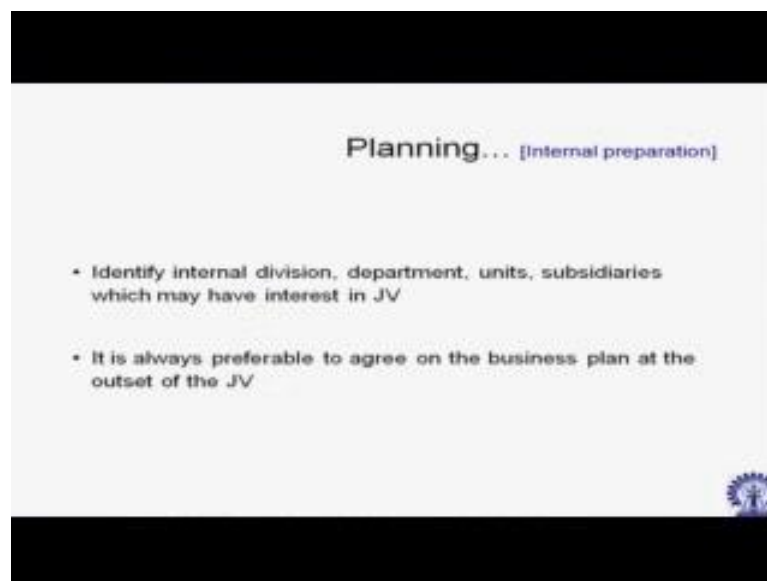 Planning... [Internal preparation]
• Identify internal division, department, units, subsidiaries
which may have interest in JV
• It is always preferable to agree on the business plan at the
outset of the JV